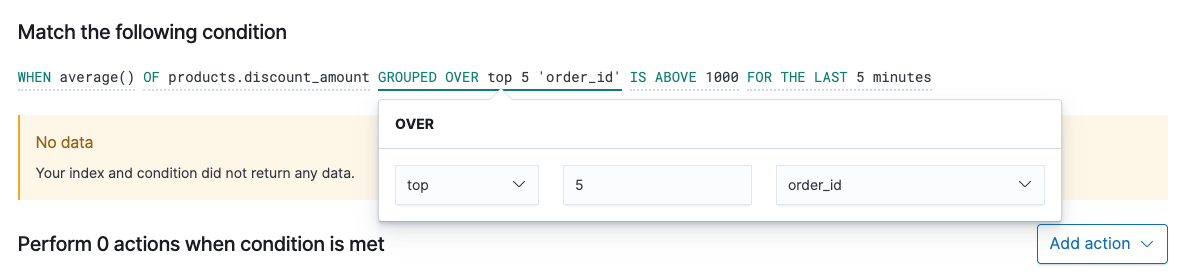 Match the following condition
WHEN average() OF products.discount_amount GROUPED OVER top 5 'order_id' IS ABOVE 1000 FOR THE LAST 5 minutes
OVER
No data
Your index and condition did not return any data.
top 5 order_id
Perform 0 actions when condition is met
Add action